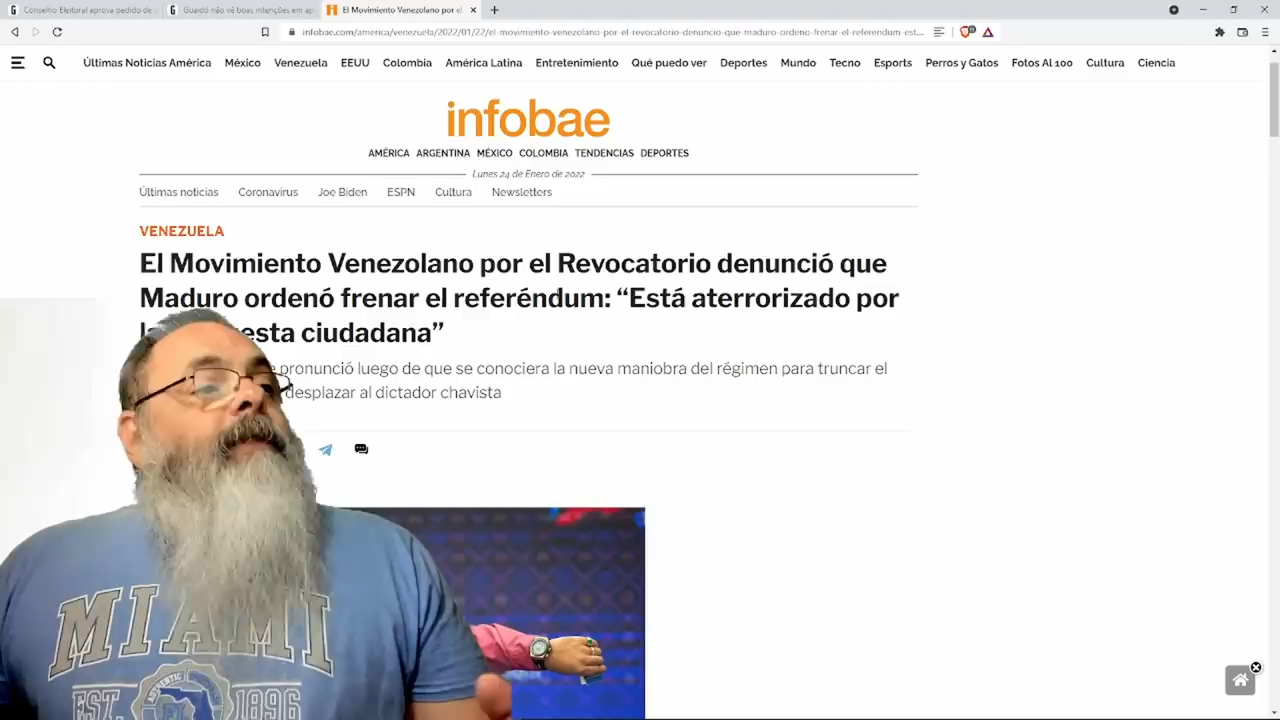 Conselho Eleitoral aprova pedido de
Guaidó não vê boas intenções em ap
El Movimiento Venezolano por el
infobae.com/america/venezuela/2022/01/22/el-movimiento-venezolano-por-el-revocatorio-denuncio-que-maduro-ordeno-frenar-el-referendum-est...
Últimas Noticias América México Venezuela EEUU Colombia América Latina Entretenimiento Qué puedo ver Deportes Mundo Tecno Esports Perros y Gatos Fotos Al 100 Cultura Ciencia
infobae
AMÉRICA ARGENTINA MÉXICO COLOMBIA TENDENCIAS DEPORTES
Lunes 24 de Enero de 2022
Últimas noticias Coronavirus Joe Biden ESPN Cultura Newsletters
VENEZUELA
El Movimiento Venezolano por el Revocatorio denunció que
Maduro ordenó frenar el referéndum: “Está aterrorizado por
esta ciudadana”
pronunció luego de que se conociera la nueva maniobra del régimen para truncar el
desplazar al dictador chavista
MIAMI
EST. 1896